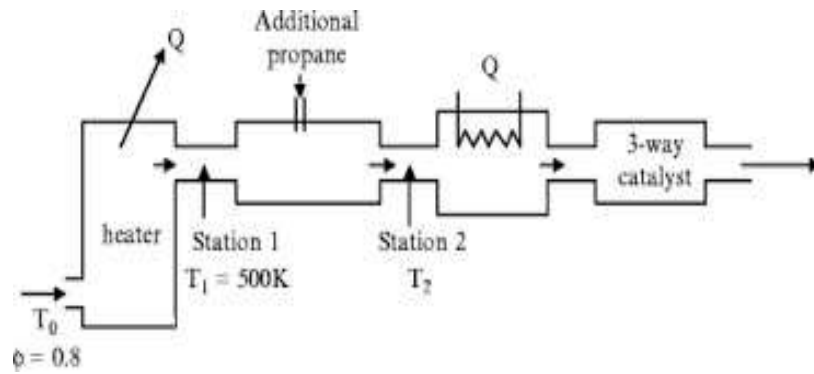 Additional
propane
Q
Q
3-way
catalyst
heater
Station 1
T₁ = 500K
Station 2
T₂
T₀
ϕ = 0.8